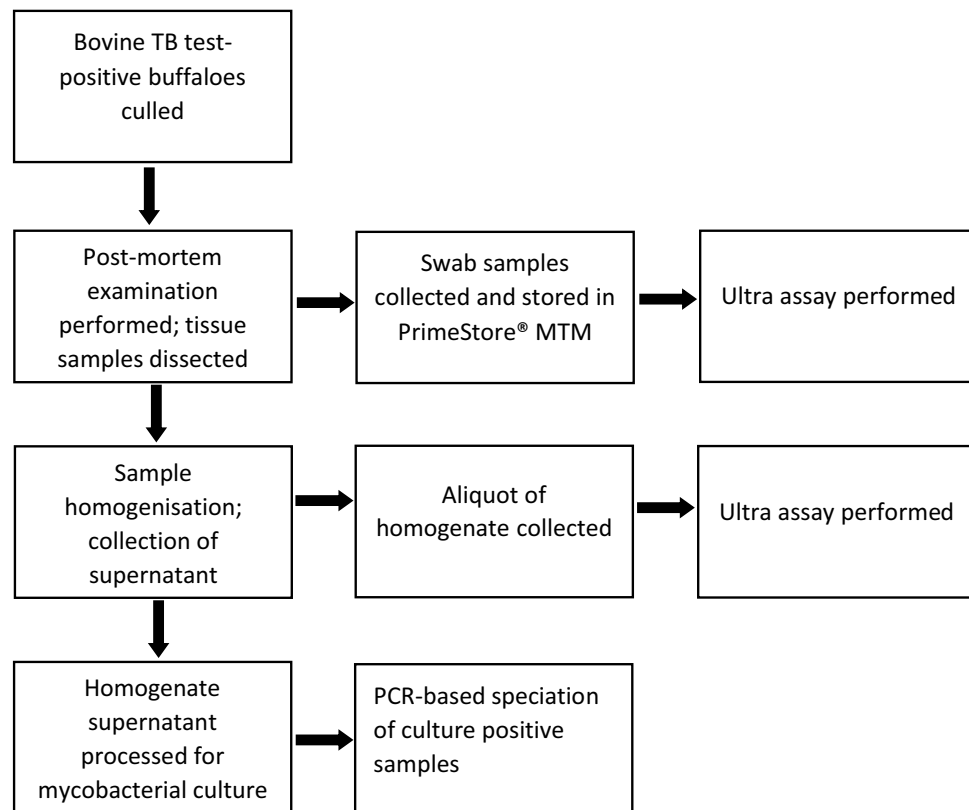 Bovine TB test-
positive buffaloes
culled
Post-mortem
examination
performed; tissue
samples dissected
Swab samples
collected and stored in
PrimeStore® MTM
Ultra assay performed
Sample
homogenisation;
collection of
supernatant
Aliquot of
homogenate collected
Ultra assay performed
Homogenate
supernatant
processed for
mycobacterial culture
PCR-based speciation
of culture positive
samples